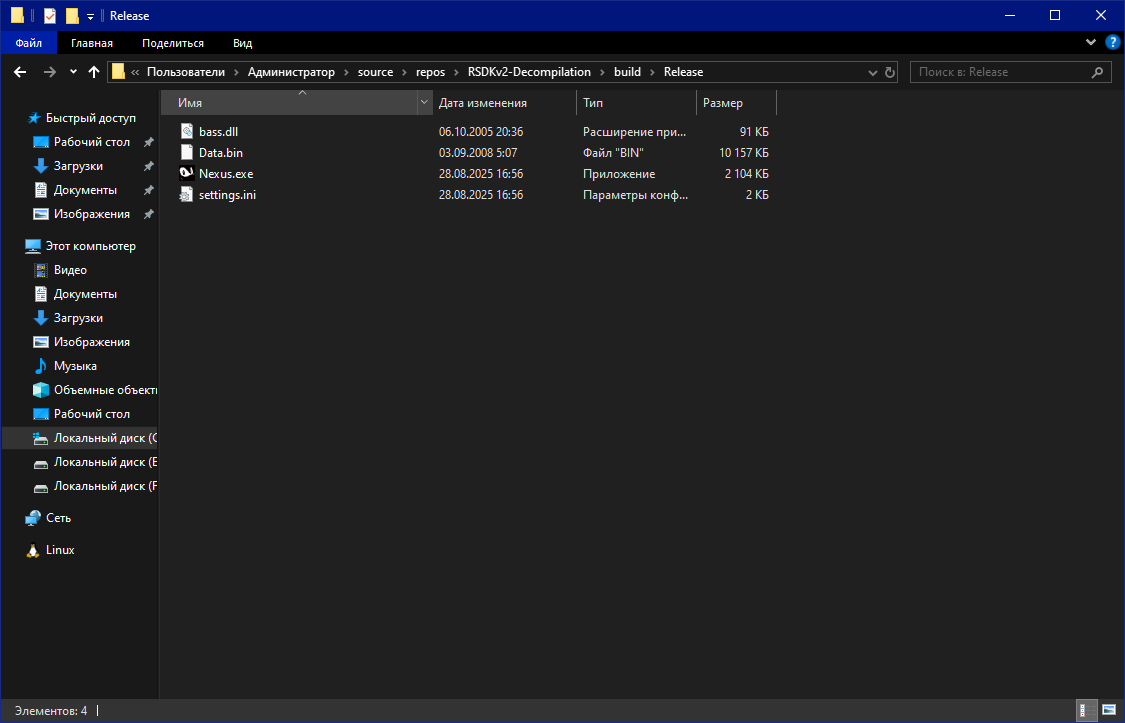 Release
Файл Главная Поделиться Вид
« Пользователи › Администратор › source › repos › RSDKv2-Decompilation › build › Release
Поиск в: Release
Имя Дата изменения Тип Размер
bass.dll 06.10.2005 20:36 Расширение при... 91 КБ
Data.bin 03.09.2008 5:07 Файл "BIN" 10 157 КБ
Nexus.exe 28.08.2025 16:56 Приложение 2 104 КБ
settings.ini 28.08.2025 16:56 Параметры конф... 2 КБ
Быстрый доступ
Рабочий стол
Загрузки
Документы
Изображения
Этот компьютер
Видео
Документы
Загрузки
Изображения
Музыка
Объемные объекты
Рабочий стол
Локальный диск (C
Локальный диск (E
Локальный диск (F
Сеть
Linux
Элементов: 4